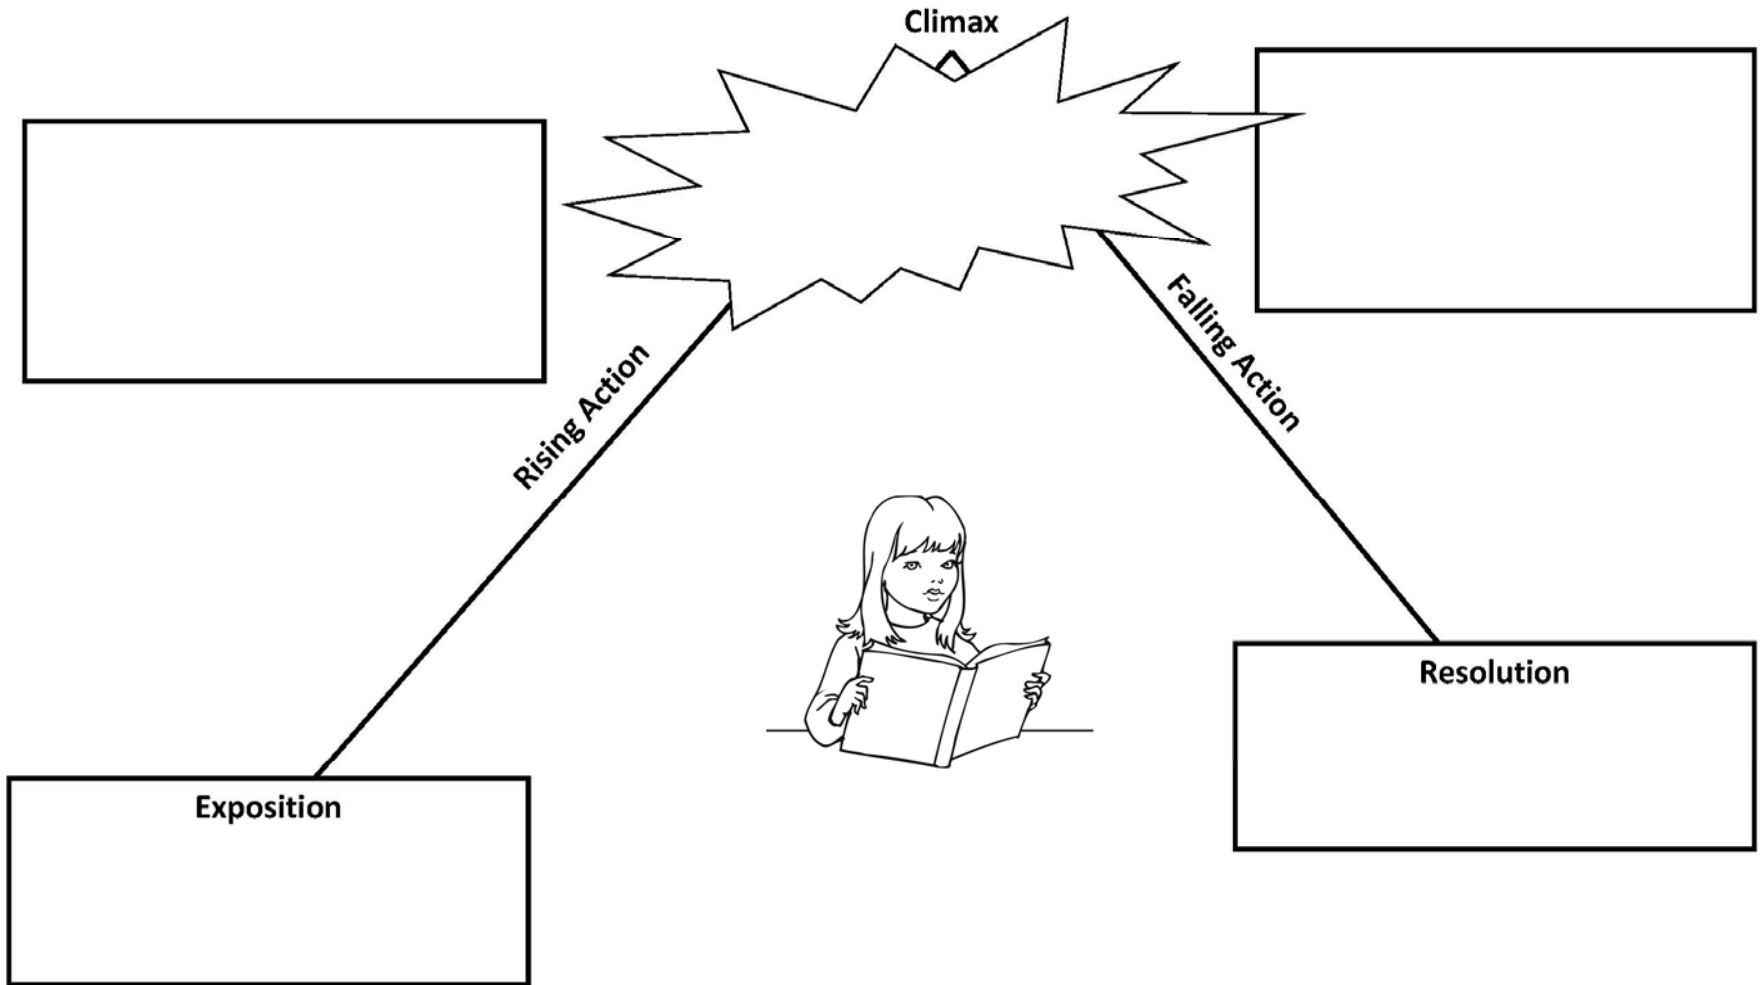 Climax
Rising Action
Falling Action
Resolution
Exposition